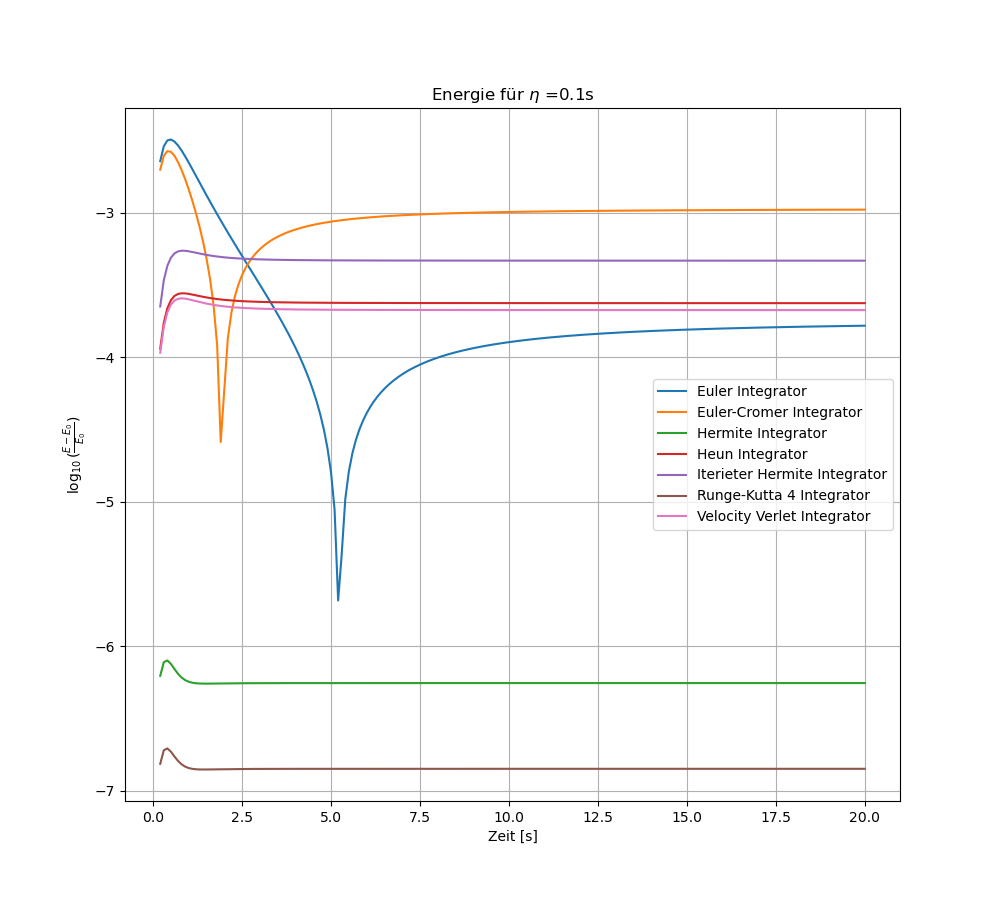 Energie für η =0.1s
log₁₀ (E − E₀ / E₀)
−3
−4
−5
−6
−7
Euler Integrator
Euler-Cromer Integrator
Hermite Integrator
Heun Integrator
Iterieter Hermite Integrator
Runge-Kutta 4 Integrator
Velocity Verlet Integrator
0.0 2.5 5.0 7.5 10.0 12.5 15.0 17.5 20.0
Zeit [s]